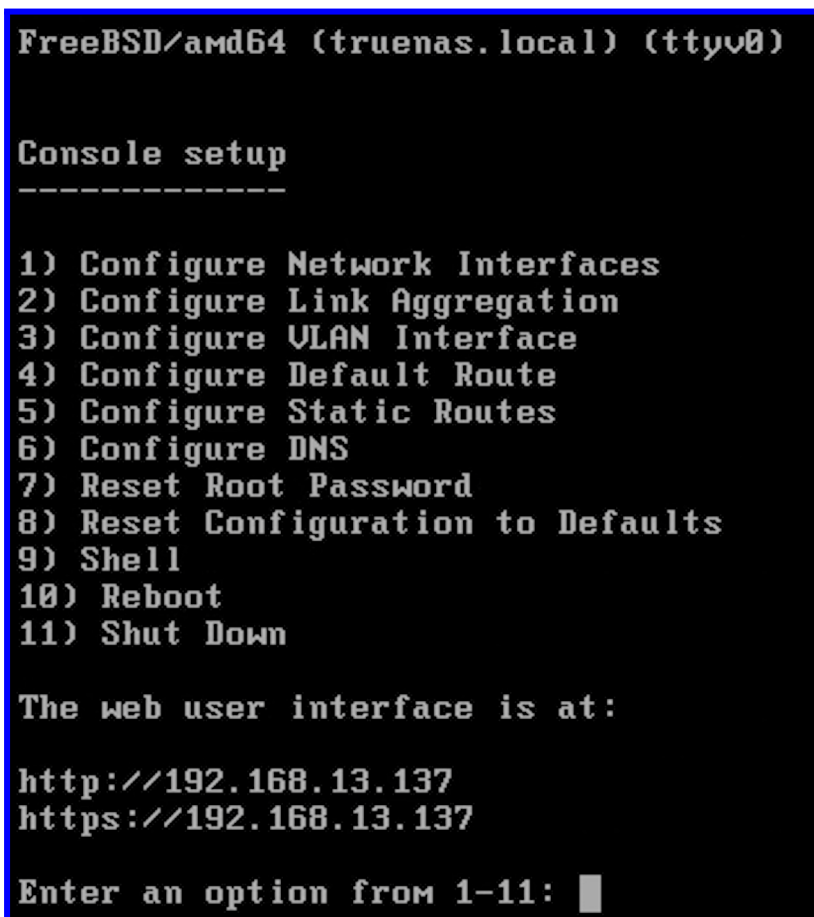 FreeBSD/amd64 (truenas.local) (ttyv0)
Console setup
-------------
1) Configure Network Interfaces
2) Configure Link Aggregation
3) Configure VLAN Interface
4) Configure Default Route
5) Configure Static Routes
6) Configure DNS
7) Reset Root Password
8) Reset Configuration to Defaults
9) Shell
10) Reboot
11) Shut Down
The web user interface is at:
http://192.168.13.137
https://192.168.13.137
Enter an option from 1-11: